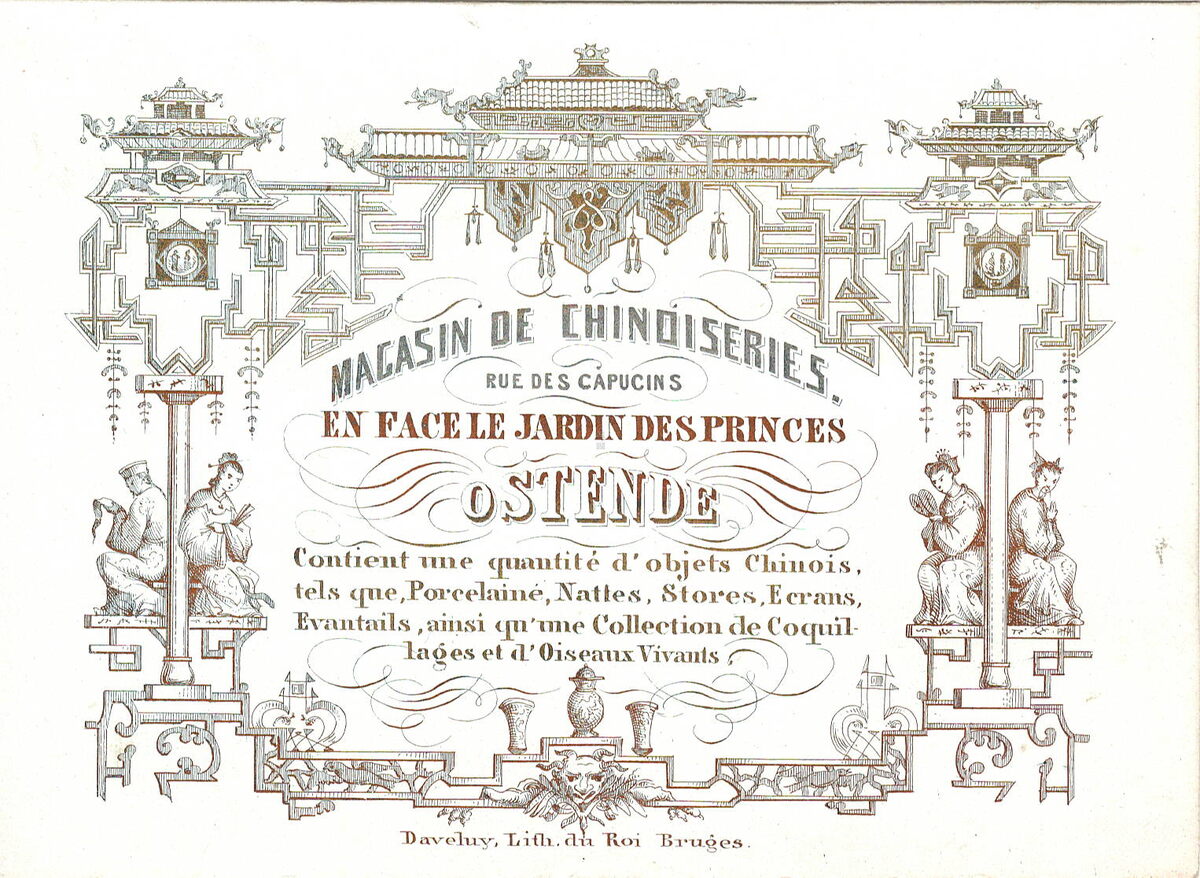 MAGASIN DE CHINOISERIES,
RUE DES CAPUCINS
EN FACE LE JARDIN DES PRINCES
OSTENDE
Contient une quantité d'objets Chinois,
tels que, Porcelainé, Nattes, Stores, Ecrans,
Evantails, ainsi qu'une Collection de Coquil-
lages et d'Oiseaux Vivants,
Daveluy, Lith. du Roi Bruges.